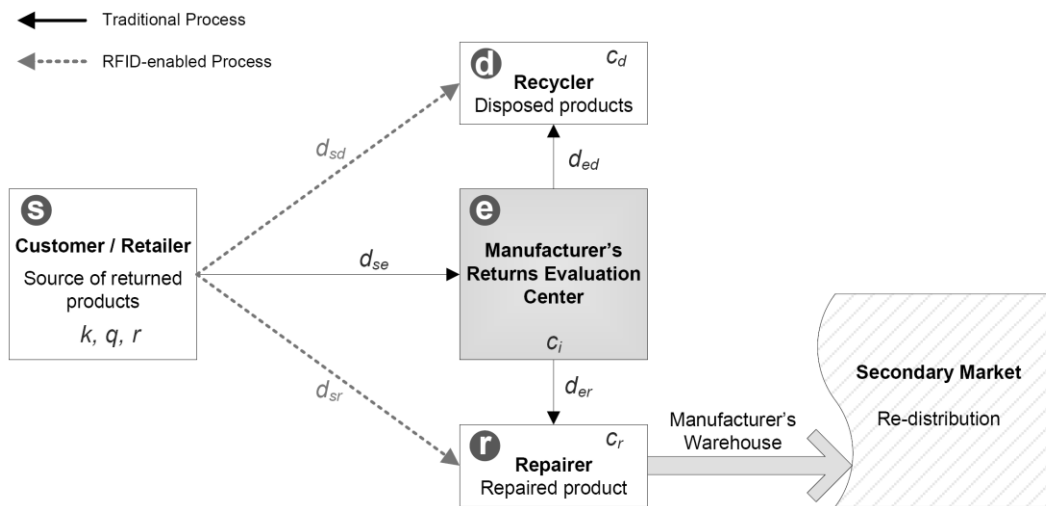 Traditional Process
RFID-enabled Process
d
c_d
Recycler
Disposed products
d_sd
d_ed
s
Customer / Retailer
Source of returned
products
k, q, r
d_se
e
Manufacturer's
Returns Evaluation
Center
c_i
d_sr
d_er
r
c_r
Repairer
Repaired product
Manufacturer's
Warehouse
Secondary Market
Re-distribution